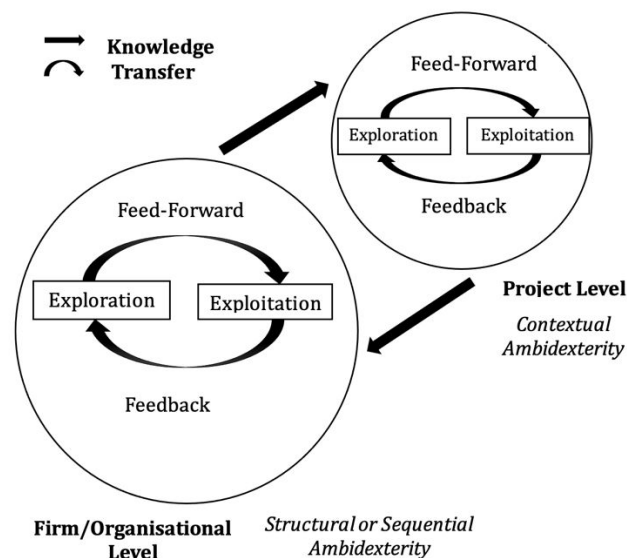 Knowledge
Transfer
Feed-Forward
Exploration
Exploitation
Feedback
Project Level
Contextual
Ambidexterity
Feed-Forward
Exploration
Exploitation
Feedback
Firm/Organisational
Level
Structural or Sequential
Ambidexterity